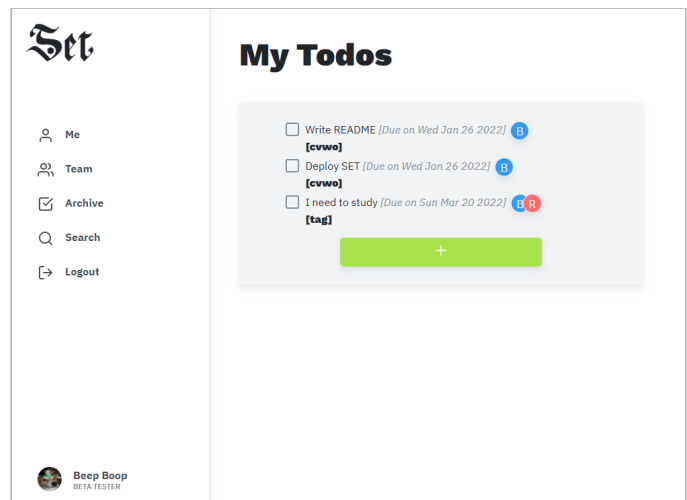 Set
My Todos
Me
Team
Archive
Search
Logout
Write README [Due on Wed Jan 26 2022] B
[cvwo]
Deploy SET [Due on Wed Jan 26 2022] B
[cvwo]
I need to study [Due on Sun Mar 20 2022] B R
[tag]
+
Beep Boop
BETA TESTER